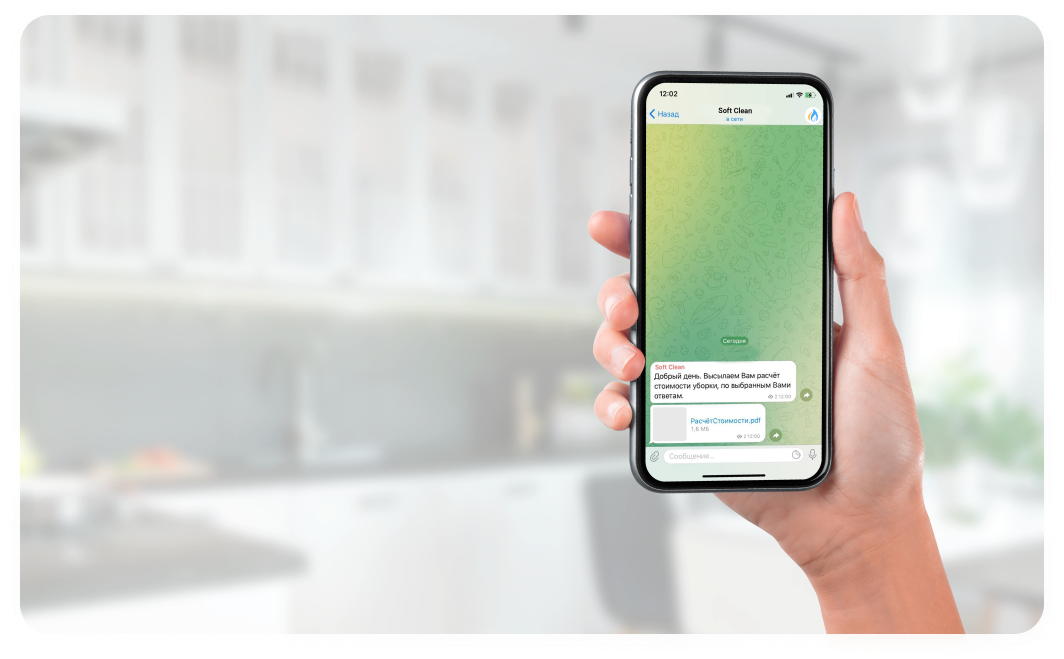 12:02
Назад
Soft Clean
в сети
Сегодня
Soft Clean
Добрый день. Высылаем Вам расчёт
стоимости уборки, по выбранным Вами
ответам.
2 12:00
РасчётСтоимости.pdf
1,6 МБ
2 12:00
Сообщение...